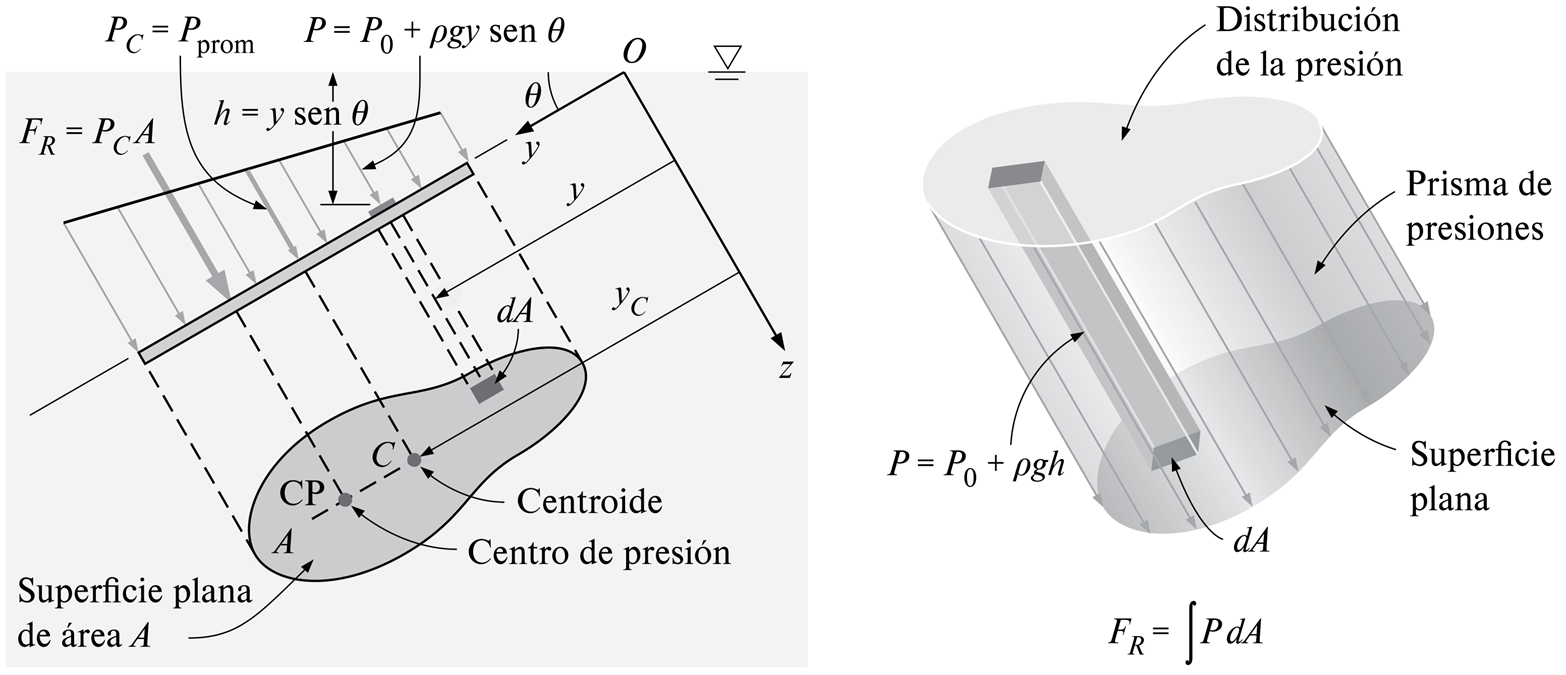 P_C = P_prom
P = P_0 + ρgy sen θ
O
θ
h = y sen θ
F_R = P_C A
y
y
y_C
z
dA
C
CP
A
Centroide
Centro de presión
Superficie plana
de área A
Distribución
de la presión
Prisma de
presiones
P = P_0 + ρgh
Superficie
plana
dA
F_R = ∫ P dA